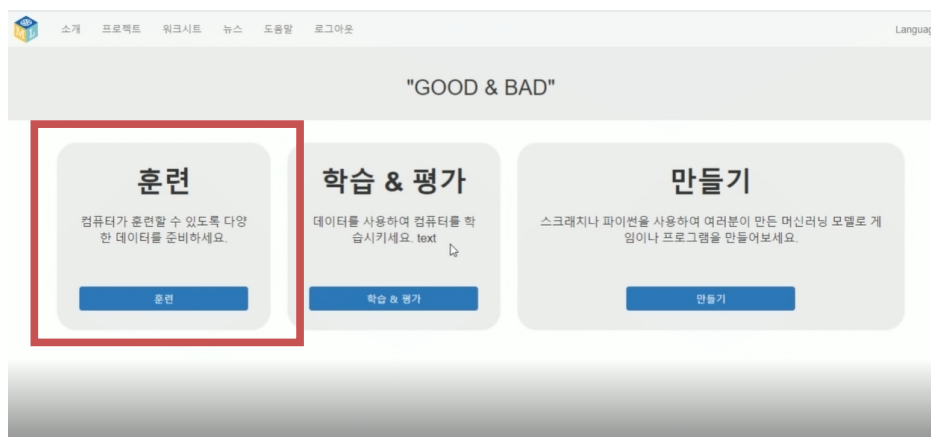 소개 프로젝트 워크시트 뉴스 도움말 로그아웃 Languag
"GOOD & BAD"
훈련
컴퓨터가 훈련할 수 있도록 다양
한 데이터를 준비하세요.
훈련
학습 & 평가
데이터를 사용하여 컴퓨터를 학
습시키세요. text
학습 & 평가
만들기
스크래치나 파이썬을 사용하여 여러분이 만든 머신러닝 모델로 게
임이나 프로그램을 만들어보세요.
만들기